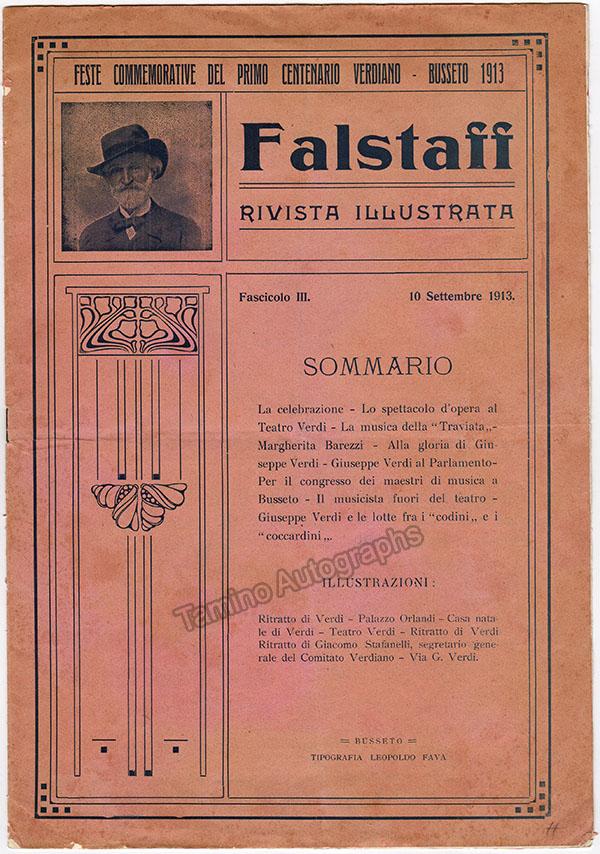 FESTE COMMEMORATIVE DEL PRIMO CENTENARIO VERDIANO - BUSSETO 1913
Falstaff
RIVISTA ILLUSTRATA
Fascicolo III. 10 Settembre 1913.
SOMMARIO
La celebrazione - Lo spettacolo d'opera al
Teatro Verdi - La musica della "Traviata„-
Margherita Barezzi - Alla gloria di Giu-
seppe Verdi - Giuseppe Verdi al Parlamento-
Per il congresso dei maestri di musica a
Busseto - Il musicista fuori del teatro -
Giuseppe Verdi e le lotte fra i "codini„ e i
"coccardini„.
ILLUSTRAZIONI:
Ritratto di Verdi - Palazzo Orlandi - Casa nata-
le di Verdi - Teatro Verdi - Ritratto di Verdi
Ritratto di Giacomo Stafanelli, segretario gene-
rale del Comitato Verdiano - Via G. Verdi.
BUSSETO
TIPOGRAFIA LEOPOLDO FAVA
Tamino Autographs